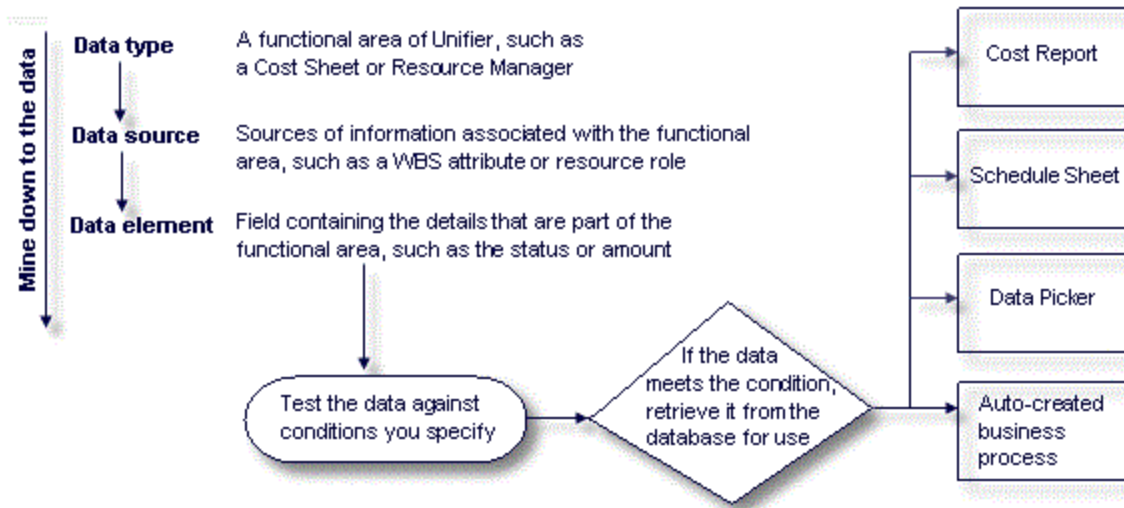 Mine down to the data
Data type
A functional area of Unifier, such as
a Cost Sheet or Resource Manager
Data source
Sources of information associated with the functional
area, such as a WBS attribute or resource role
Data element
Field containing the details that are part of the
functional area, such as the status or amount
Test the data against
conditions you specify
If the data
meets the condition,
retrieve it from the
database for use
Cost Report
Schedule Sheet
Data Picker
Auto-created
business
process